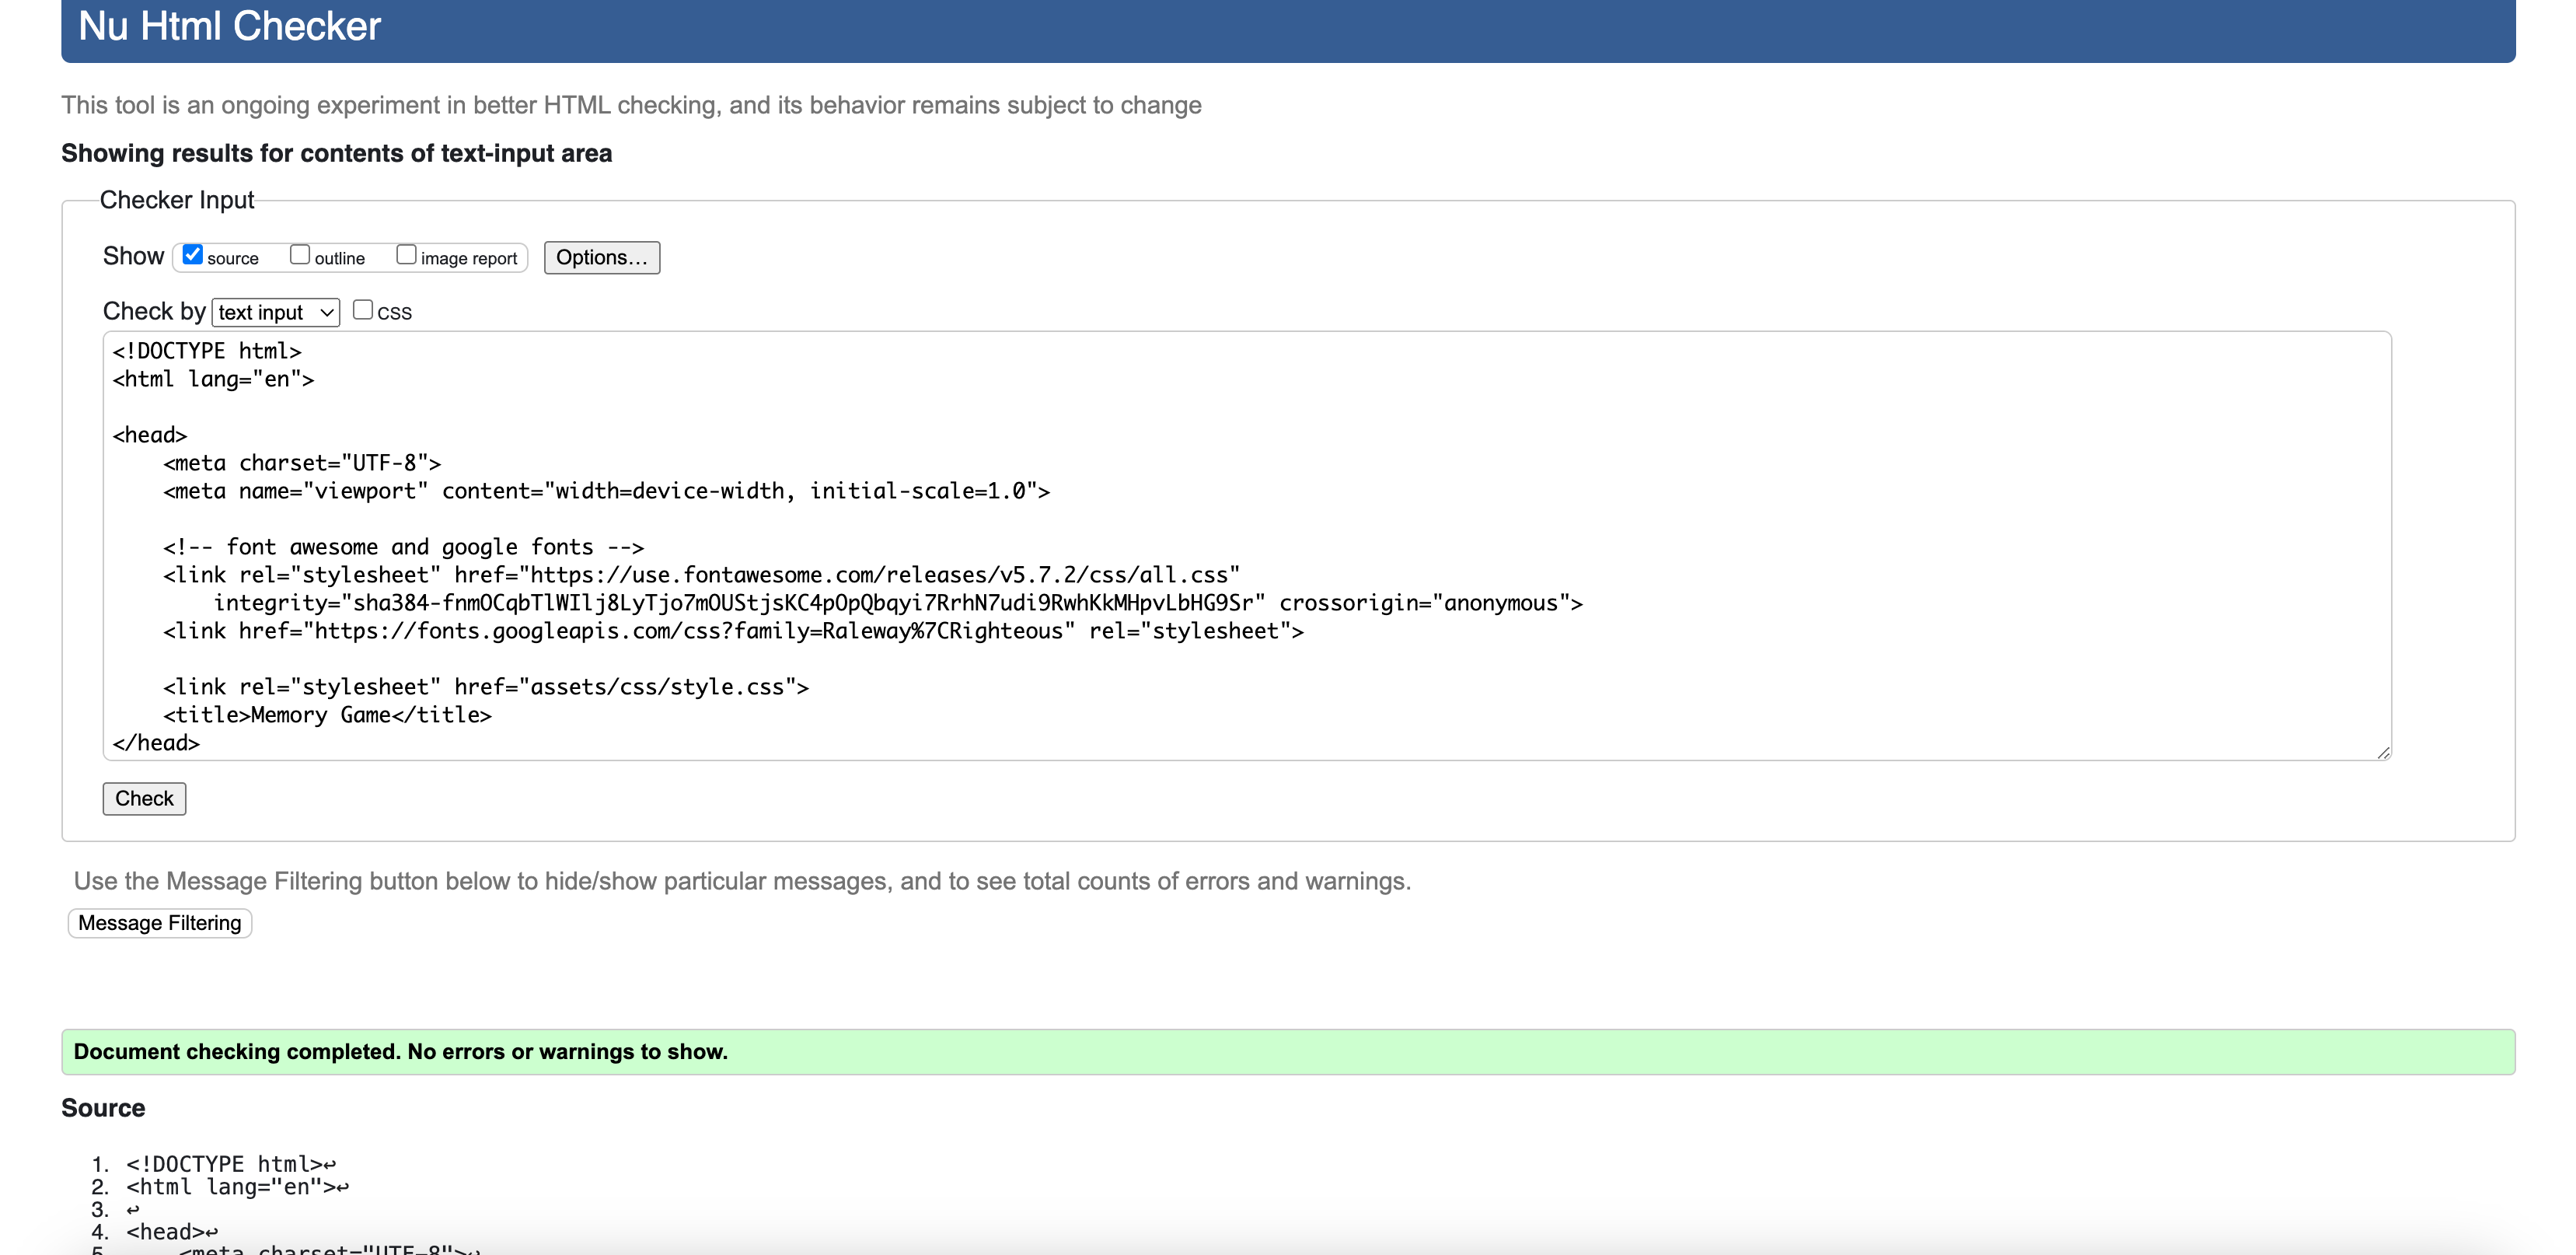 Nu Html Checker
This tool is an ongoing experiment in better HTML checking, and its behavior remains subject to change
Showing results for contents of text-input area
Checker Input
Show source outline image report Options...
Check by text input CSS
<!DOCTYPE html>
<html lang="en">
<head>
<meta charset="UTF-8">
<meta name="viewport" content="width=device-width, initial-scale=1.0">
<!-- font awesome and google fonts -->
<link rel="stylesheet" href="https://use.fontawesome.com/releases/v5.7.2/css/all.css"
integrity="sha384-fnmOCqbTlWIlj8LyTjo7mOUStjsKC4pOpQbqyi7RrhN7udi9RwhKkMHpvLbHG9Sr" crossorigin="anonymous">
<link href="https://fonts.googleapis.com/css?family=Raleway%7CRighteous" rel="stylesheet">
<link rel="stylesheet" href="assets/css/style.css">
<title>Memory Game</title>
</head>
Check
Use the Message Filtering button below to hide/show particular messages, and to see total counts of errors and warnings.
Message Filtering
Document checking completed. No errors or warnings to show.
Source
1. <!DOCTYPE html>↩
2. <html lang="en">↩
3. ↩
4. <head>↩
5. <meta charset="UTF-8">↩